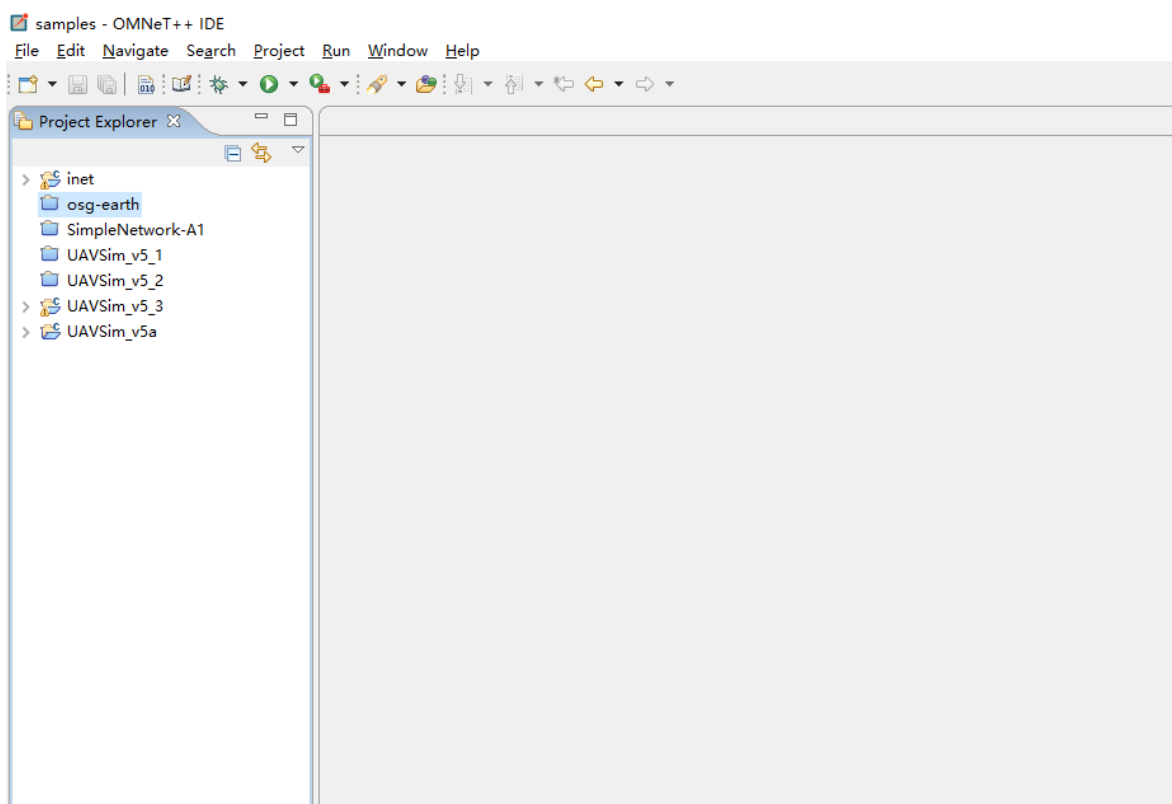 samples - OMNeT++ IDE
File Edit Navigate Search Project Run Window Help
010
Project Explorer
inet
osg-earth
SimpleNetwork-A1
UAVSim_v5_1
UAVSim_v5_2
UAVSim_v5_3
UAVSim_v5a